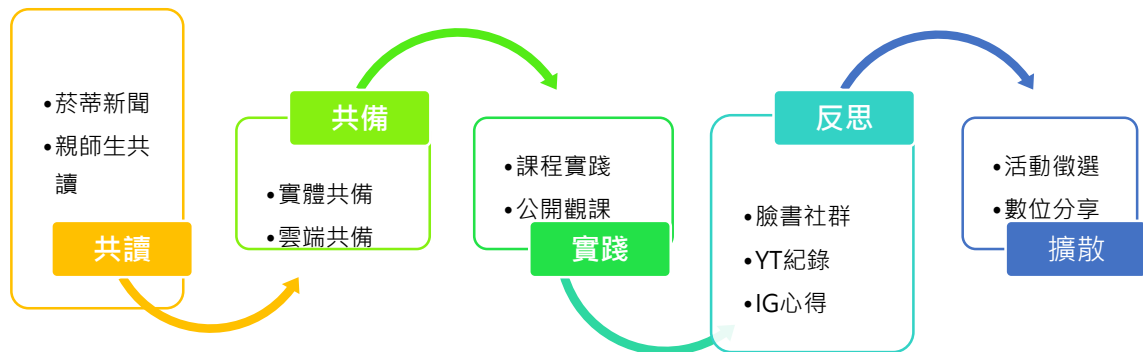 •菸蒂新聞
•親師生共
讀
共讀
共備
•實體共備
•雲端共備
•課程實踐
•公開觀課
實踐
反思
•臉書社群
•YT紀錄
•IG心得
•活動徵選
•數位分享
擴散